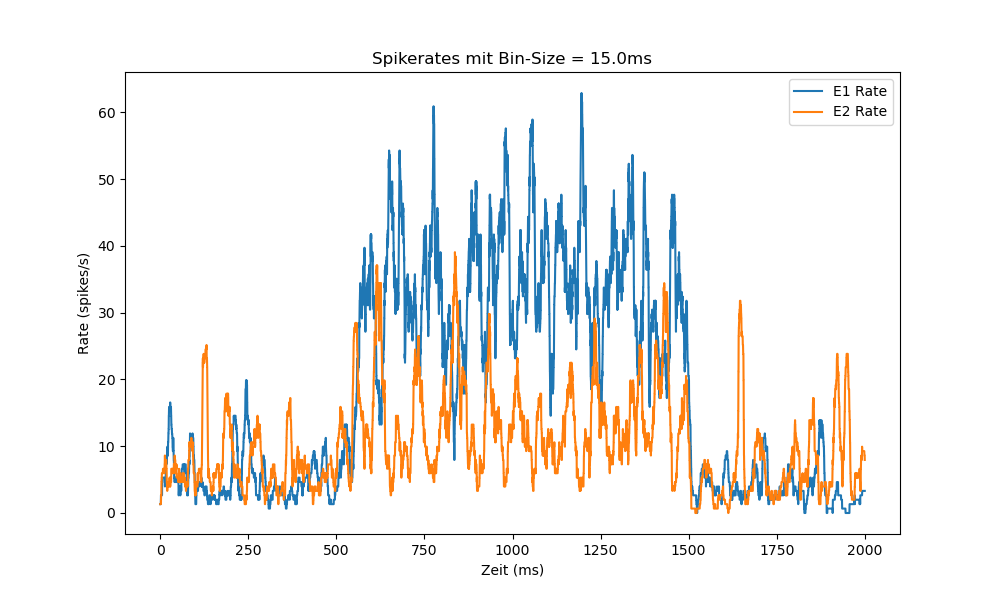 Spikerates mit Bin-Size = 15.0ms
E1 Rate
E2 Rate
60
50
40
30
20
10
0
Rate (spikes/s)
0 250 500 750 1000 1250 1500 1750 2000
Zeit (ms)